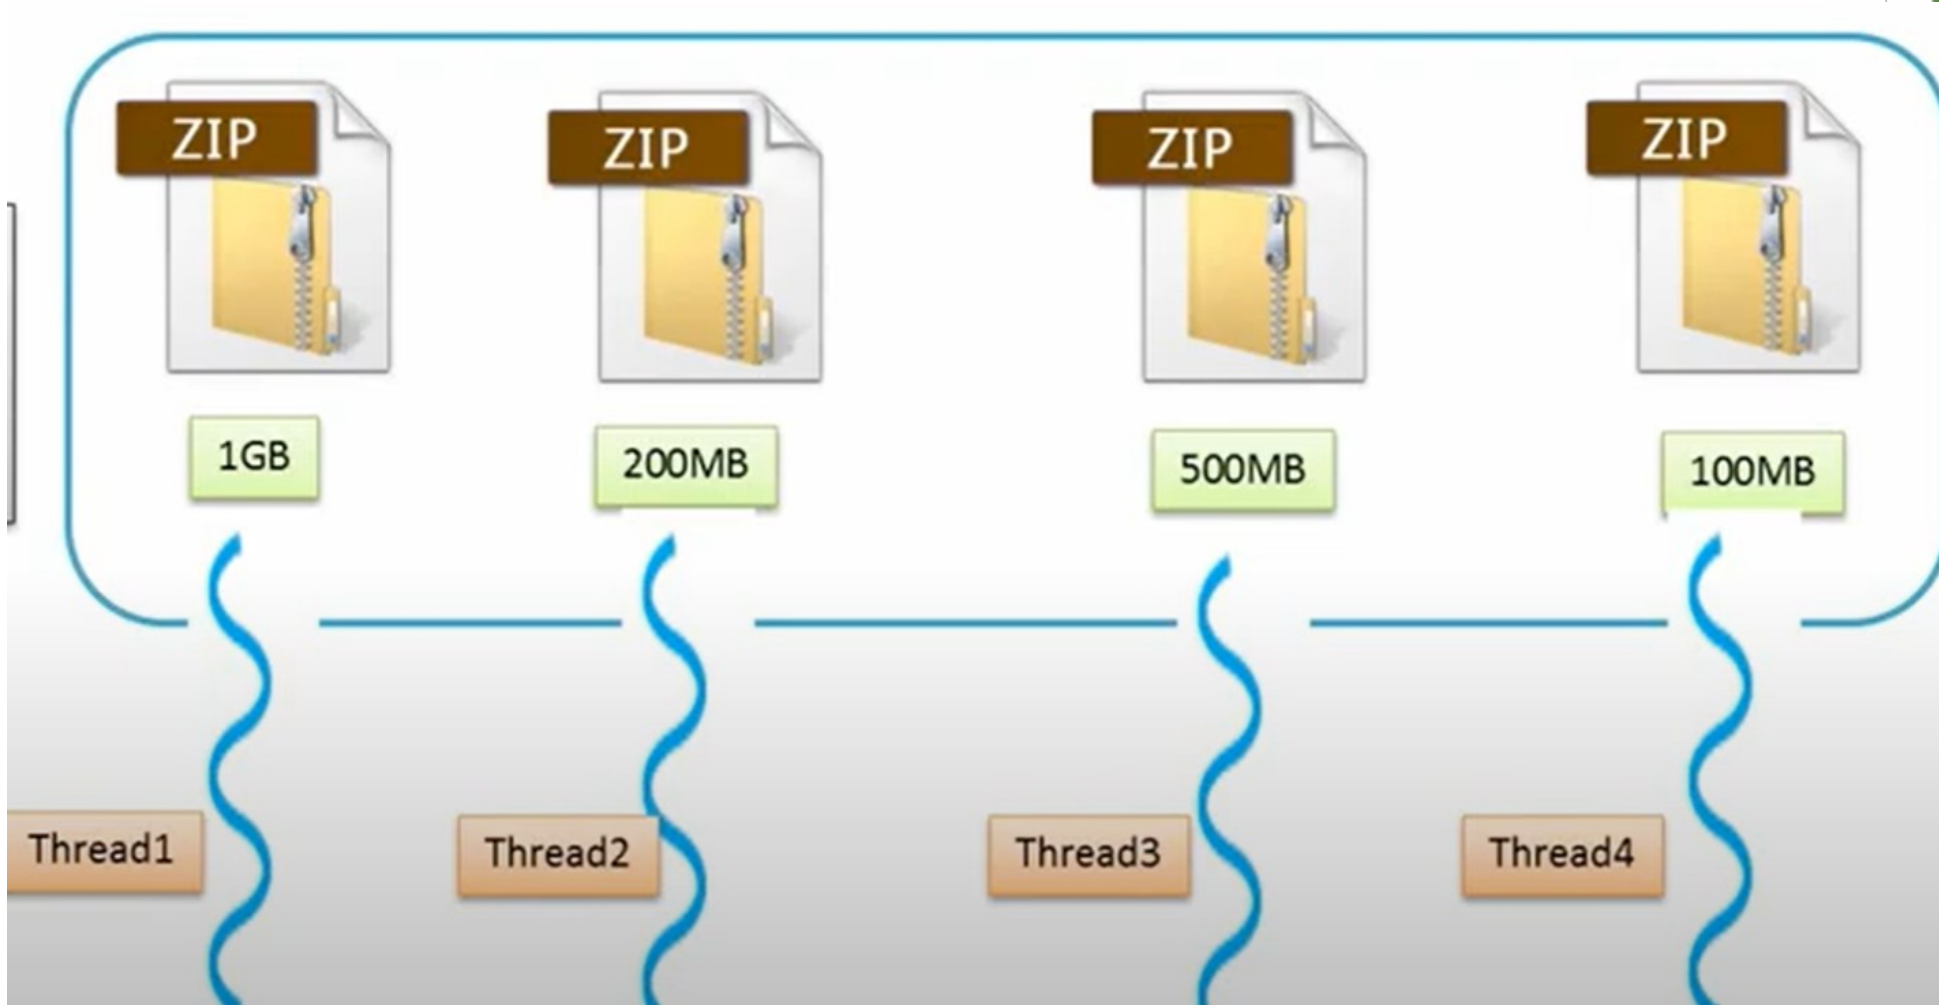 ZIP
ZIP
ZIP
ZIP
1GB
200MB
500MB
100MB
Thread1
Thread2
Thread3
Thread4